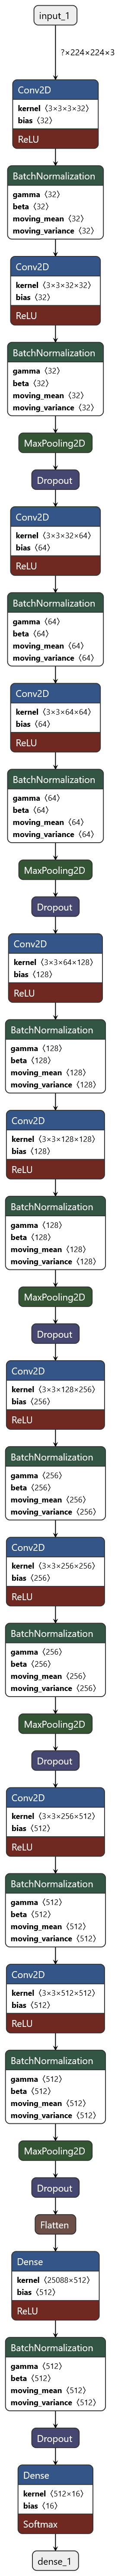 input_1
?×224×224×3
Conv2D
kernel ⟨3×3×3×32⟩
bias ⟨32⟩
ReLU
BatchNormalization
gamma ⟨32⟩
beta ⟨32⟩
moving_mean ⟨32⟩
moving_variance ⟨32⟩
Conv2D
kernel ⟨3×3×32×32⟩
bias ⟨32⟩
ReLU
BatchNormalization
gamma ⟨32⟩
beta ⟨32⟩
moving_mean ⟨32⟩
moving_variance ⟨32⟩
MaxPooling2D
Dropout
Conv2D
kernel ⟨3×3×32×64⟩
bias ⟨64⟩
ReLU
BatchNormalization
gamma ⟨64⟩
beta ⟨64⟩
moving_mean ⟨64⟩
moving_variance ⟨64⟩
Conv2D
kernel ⟨3×3×64×64⟩
bias ⟨64⟩
ReLU
BatchNormalization
gamma ⟨64⟩
beta ⟨64⟩
moving_mean ⟨64⟩
moving_variance ⟨64⟩
MaxPooling2D
Dropout
Conv2D
kernel ⟨3×3×64×128⟩
bias ⟨128⟩
ReLU
BatchNormalization
gamma ⟨128⟩
beta ⟨128⟩
moving_mean ⟨128⟩
moving_variance ⟨128⟩
Conv2D
kernel ⟨3×3×128×128⟩
bias ⟨128⟩
ReLU
BatchNormalization
gamma ⟨128⟩
beta ⟨128⟩
moving_mean ⟨128⟩
moving_variance ⟨128⟩
MaxPooling2D
Dropout
Conv2D
kernel ⟨3×3×128×256⟩
bias ⟨256⟩
ReLU
BatchNormalization
gamma ⟨256⟩
beta ⟨256⟩
moving_mean ⟨256⟩
moving_variance ⟨256⟩
Conv2D
kernel ⟨3×3×256×256⟩
bias ⟨256⟩
ReLU
BatchNormalization
gamma ⟨256⟩
beta ⟨256⟩
moving_mean ⟨256⟩
moving_variance ⟨256⟩
MaxPooling2D
Dropout
Conv2D
kernel ⟨3×3×256×512⟩
bias ⟨512⟩
ReLU
BatchNormalization
gamma ⟨512⟩
beta ⟨512⟩
moving_mean ⟨512⟩
moving_variance ⟨512⟩
Conv2D
kernel ⟨3×3×512×512⟩
bias ⟨512⟩
ReLU
BatchNormalization
gamma ⟨512⟩
beta ⟨512⟩
moving_mean ⟨512⟩
moving_variance ⟨512⟩
MaxPooling2D
Dropout
Flatten
Dense
kernel ⟨25088×512⟩
bias ⟨512⟩
ReLU
BatchNormalization
gamma ⟨512⟩
beta ⟨512⟩
moving_mean ⟨512⟩
moving_variance ⟨512⟩
Dropout
Dense
kernel ⟨512×16⟩
bias ⟨16⟩
Softmax
dense_1